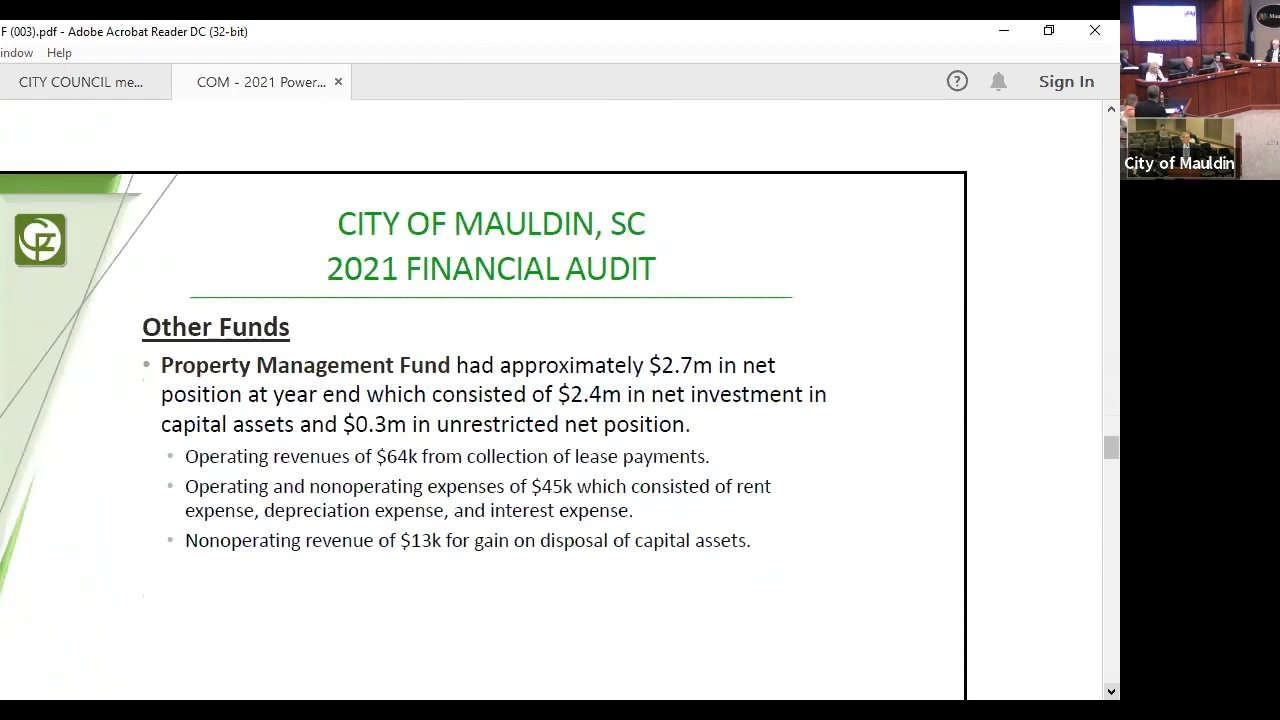 F (003).pdf - Adobe Acrobat Reader DC (32-bit)
indow Help
CITY COUNCIL me...
COM - 2021 Power...
Sign In
City of Mauldin
CITY OF MAULDIN, SC
2021 FINANCIAL AUDIT
Other Funds
• Property Management Fund had approximately $2.7m in net
position at year end which consisted of $2.4m in net investment in
capital assets and $0.3m in unrestricted net position.
• Operating revenues of $64k from collection of lease payments.
• Operating and nonoperating expenses of $45k which consisted of rent
expense, depreciation expense, and interest expense.
• Nonoperating revenue of $13k for gain on disposal of capital assets.